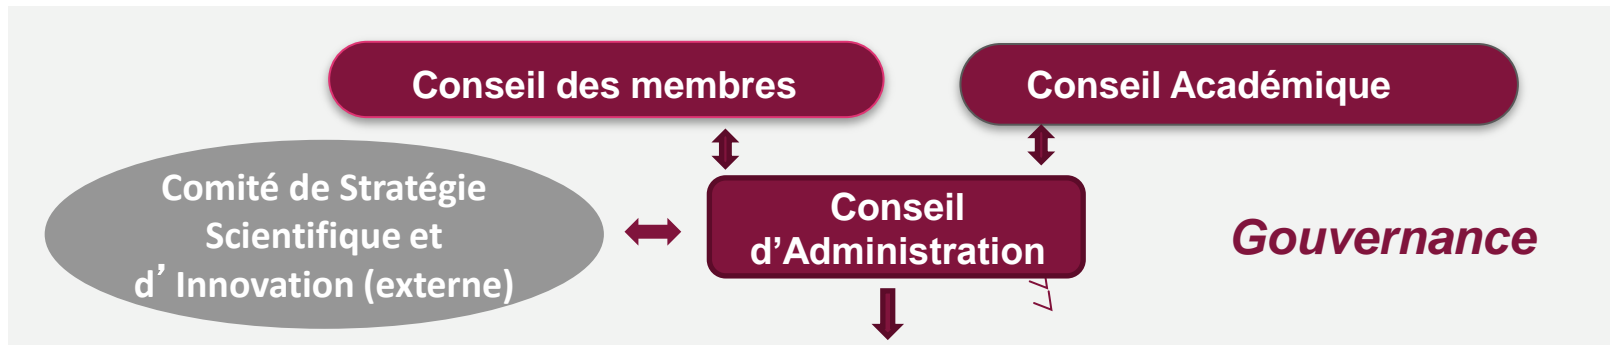 Conseil des membres
Conseil Académique
Comité de Stratégie
Scientifique et
d’ Innovation (externe)
Conseil
d’Administration
Gouvernance